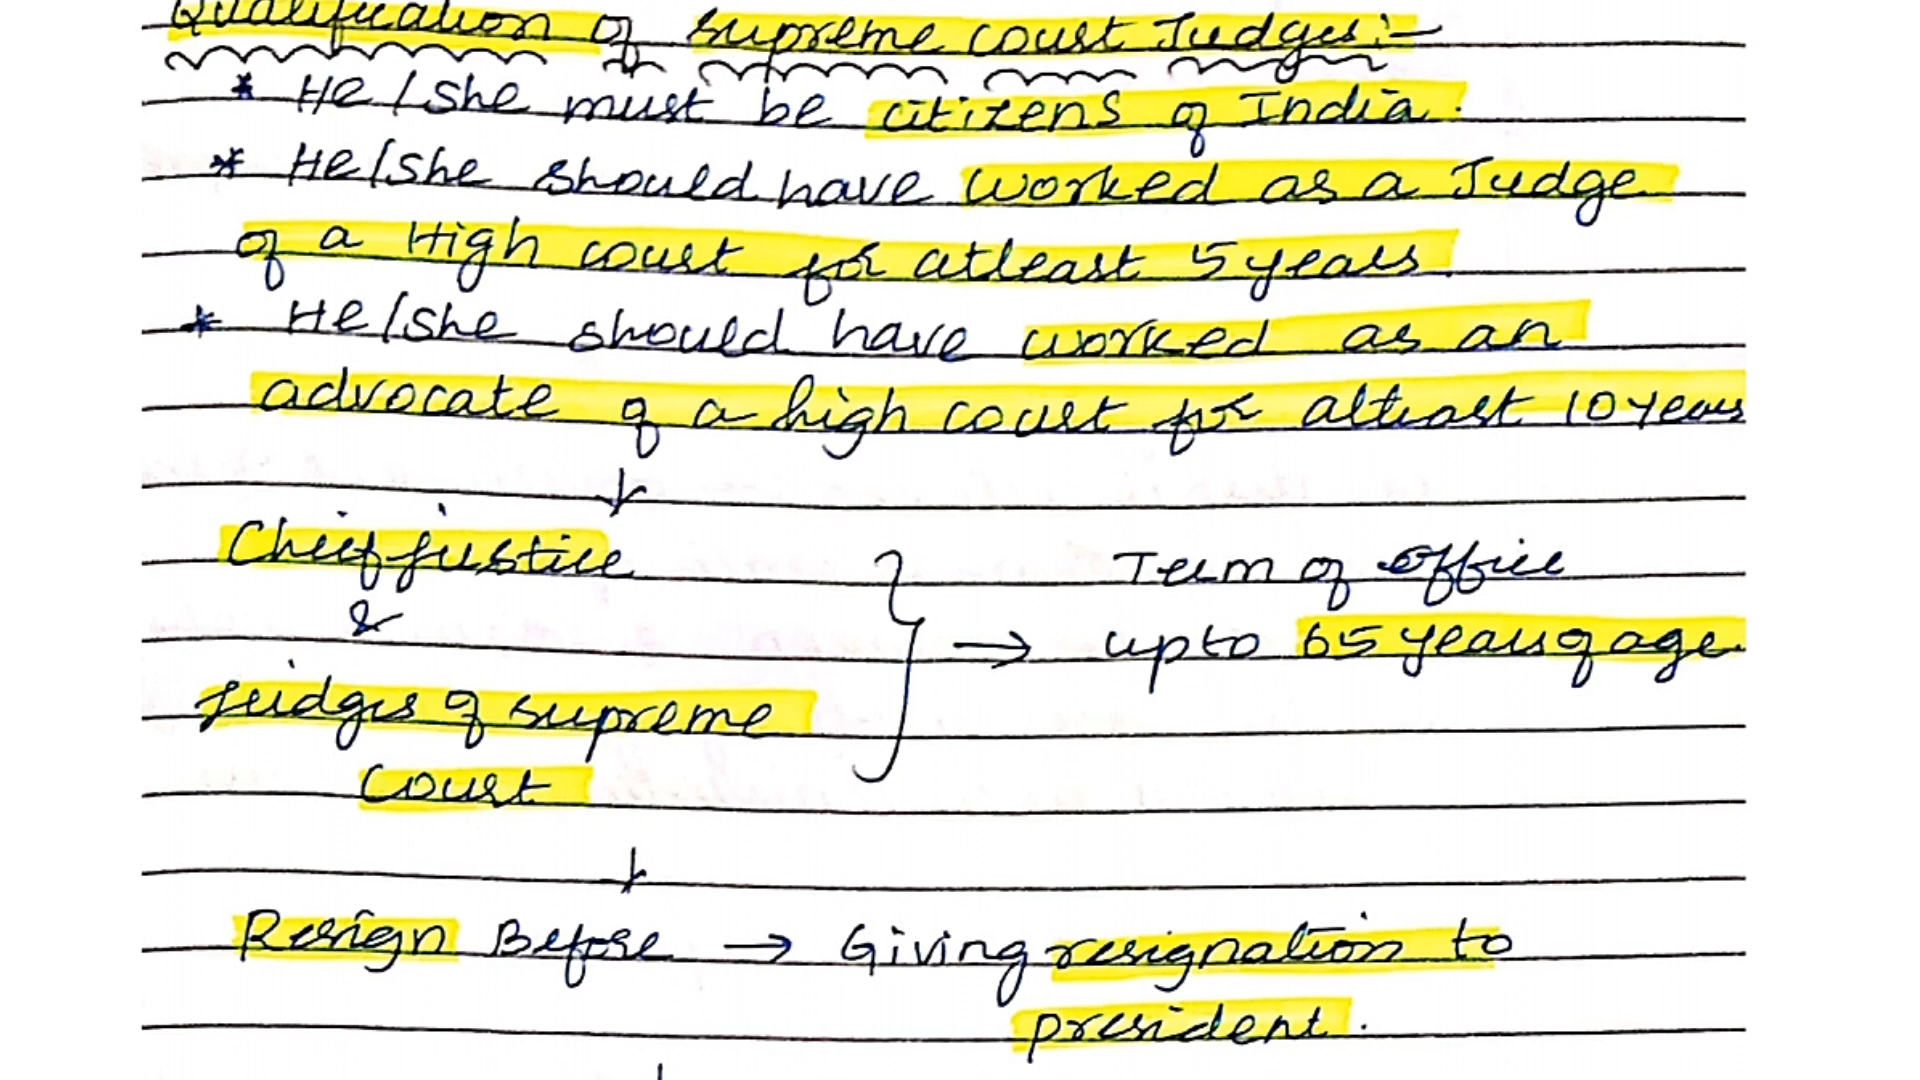 Qualification of Supreme court Judges:-
* He/she must be citizens of India.
* He/she should have worked as a Judge
of a High court for atleast 5 years.
* He/she should have worked as an
advocate of a high court for atleast 10 years
Chief justice
&
judges of supreme
court
Term of office
→ upto 65 years of age.
Resign Before → Giving resignation to
president.